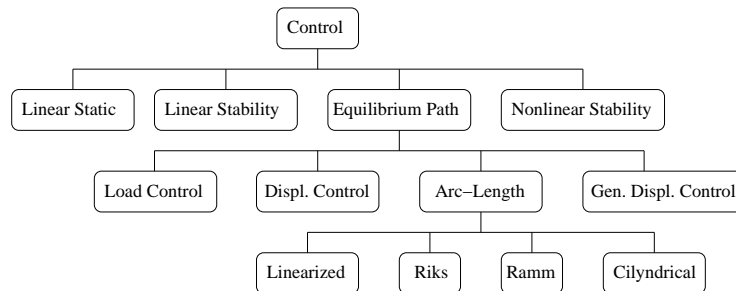 Control
Linear Static
Linear Stability
Equilibrium Path
Nonlinear Stability
Load Control
Displ. Control
Arc−Length
Gen. Displ. Control
Linearized
Riks
Ramm
Cilyndrical